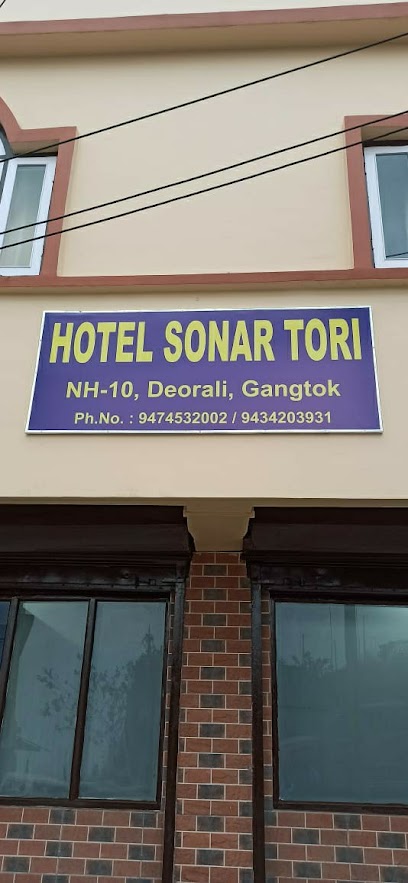 HOTEL SONAR TORI
NH-10, Deorali, Gangtok
Ph.No. : 9474532002 / 9434203931